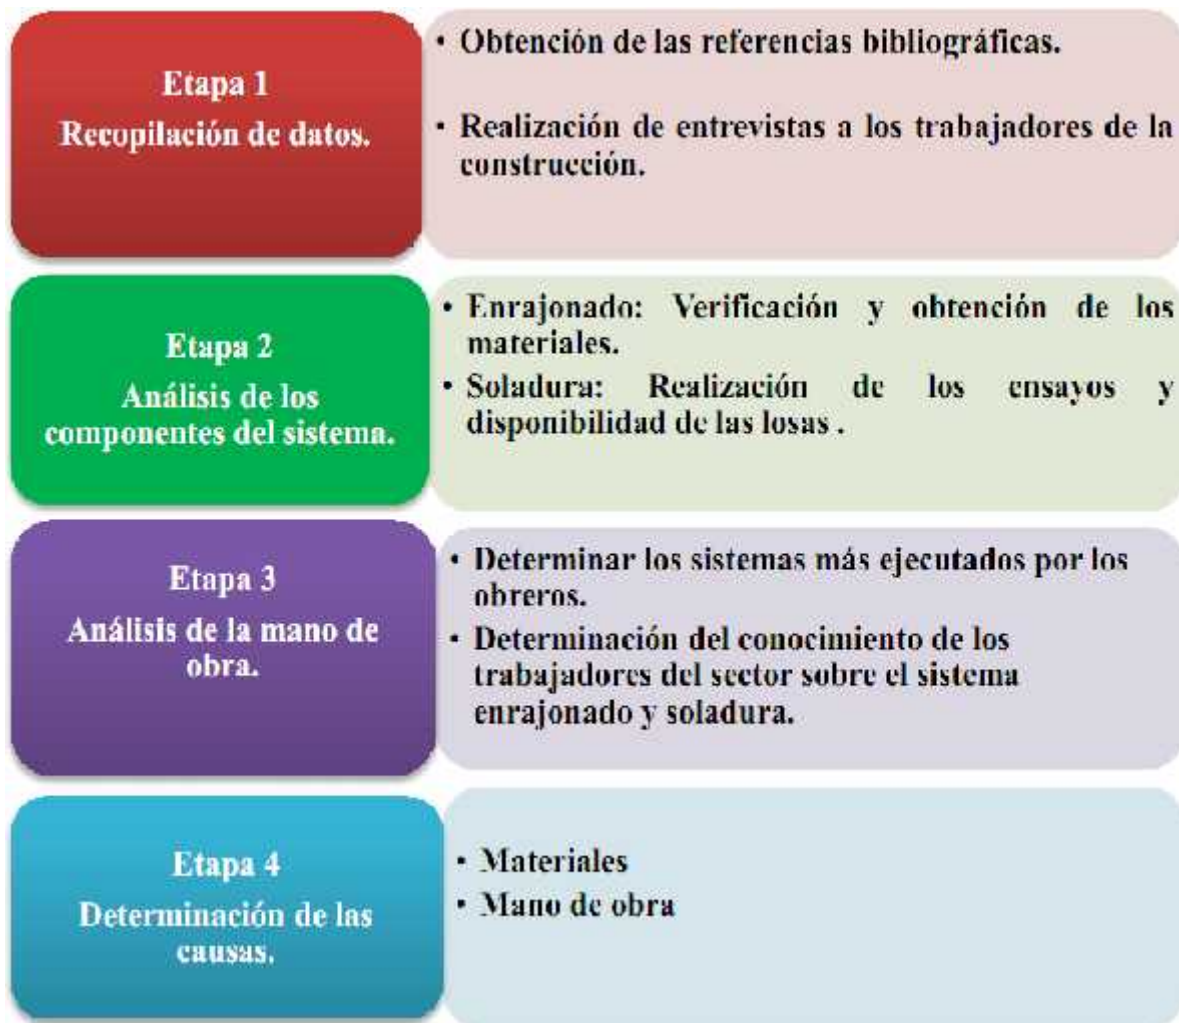 Etapa 1
Recopilación de datos.
• Obtención de las referencias bibliográficas.
• Realización de entrevistas a los trabajadores de la
construcción.
Etapa 2
Análisis de los
componentes del sistema.
• Enrajonado: Verificación y obtención de los
materiales.
• Soladura: Realización de los ensayos y
disponibilidad de las losas .
Etapa 3
Análisis de la mano de
obra.
• Determinar los sistemas más ejecutados por los
obreros.
• Determinación del conocimiento de los
trabajadores del sector sobre el sistema
enrajonado y soladura.
Etapa 4
Determinación de las
causas.
• Materiales
• Mano de obra